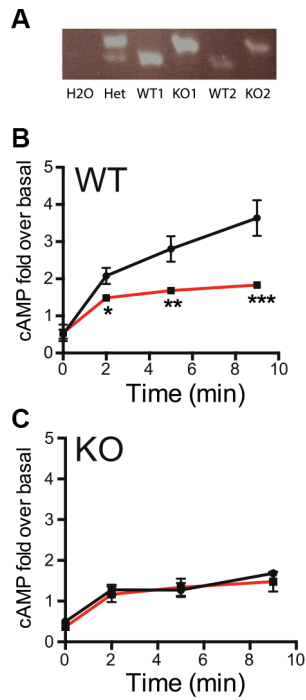 A
H2O Het WT1 KO1 WT2 KO2
B
WT
cAMP fold over basal
5
4
3
2
1
0
* ** ***
0 2 4 6 8 10
Time (min)
C
KO
cAMP fold over basal
5
4
3
2
1
0
0 2 4 6 8 10
Time (min)